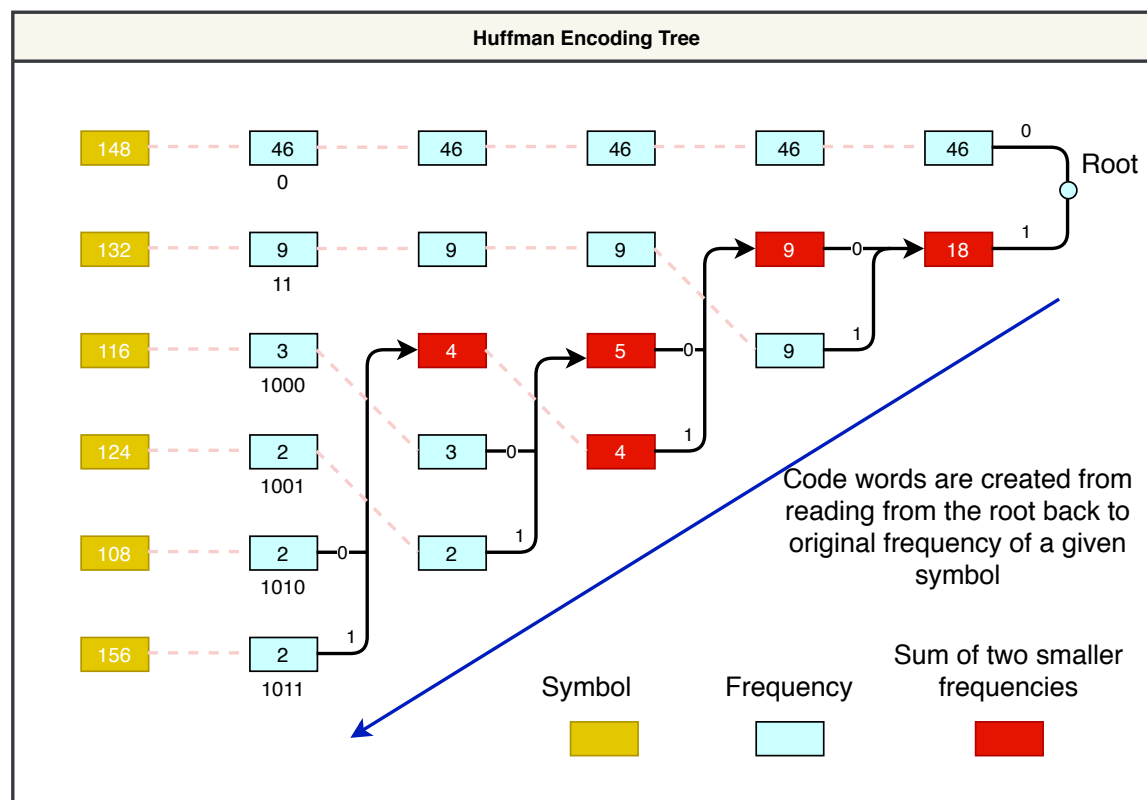 Huffman Encoding Tree
0
148 46 46 46 46 46
Root
0
1
132 9 9 9 9 0 18
11
1
116 3 4 5 0 9
1000
1
124 2 3 0 4
1001
Code words are created from
reading from the root back to
original frequency of a given
symbol
1
108 2 0 2
1010
1
156 2
1011
Sum of two smaller
frequencies
Symbol Frequency